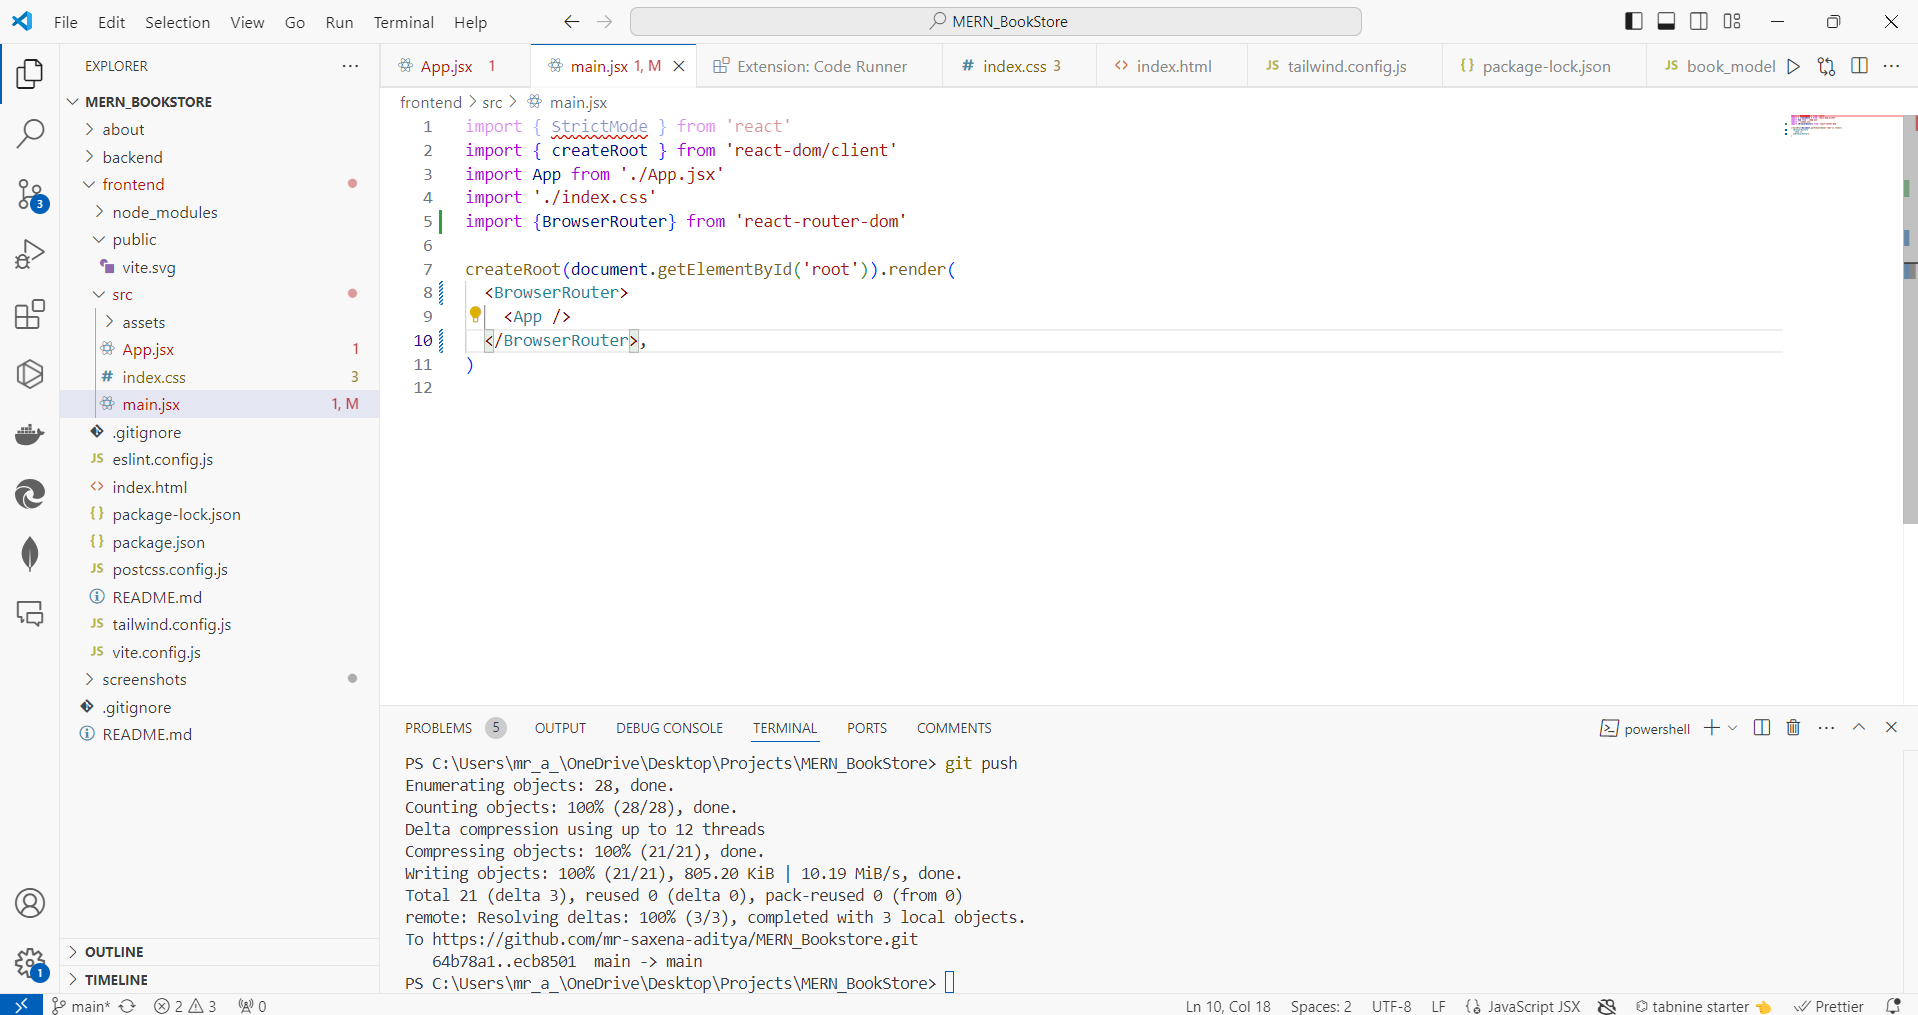 File Edit Selection View Go Run Terminal Help
MERN_BookStore
EXPLORER
MERN_BOOKSTORE
about
backend
frontend
node_modules
public
vite.svg
src
assets
App.jsx 1
# index.css 3
main.jsx 1, M
.gitignore
JS eslint.config.js
<> index.html
{} package-lock.json
{} package.json
JS postcss.config.js
README.md
JS tailwind.config.js
JS vite.config.js
screenshots
.gitignore
README.md
OUTLINE
TIMELINE
3
1
App.jsx 1
main.jsx 1, M
Extension: Code Runner
# index.css 3
<> index.html
JS tailwind.config.js
{} package-lock.json
JS book_model
frontend > src > main.jsx
1 import { StrictMode } from 'react'
2 import { createRoot } from 'react-dom/client'
3 import App from './App.jsx'
4 import './index.css'
5 import {BrowserRouter} from 'react-router-dom'
6
7 createRoot(document.getElementById('root')).render(
8 <BrowserRouter>
9 <App />
10 </BrowserRouter>,
11 )
12
PROBLEMS 5 OUTPUT DEBUG CONSOLE TERMINAL PORTS COMMENTS
powershell
PS C:\Users\mr_a_\OneDrive\Desktop\Projects\MERN_BookStore> git push
Enumerating objects: 28, done.
Counting objects: 100% (28/28), done.
Delta compression using up to 12 threads
Compressing objects: 100% (21/21), done.
Writing objects: 100% (21/21), 805.20 KiB | 10.19 MiB/s, done.
Total 21 (delta 3), reused 0 (delta 0), pack-reused 0 (from 0)
remote: Resolving deltas: 100% (3/3), completed with 3 local objects.
To https://github.com/mr-saxena-aditya/MERN_Bookstore.git
64b78a1..ecb8501 main -> main
PS C:\Users\mr_a_\OneDrive\Desktop\Projects\MERN_BookStore>
main* 2 3 0
Ln 10, Col 18 Spaces: 2 UTF-8 LF {} JavaScript JSX tabnine starter Prettier